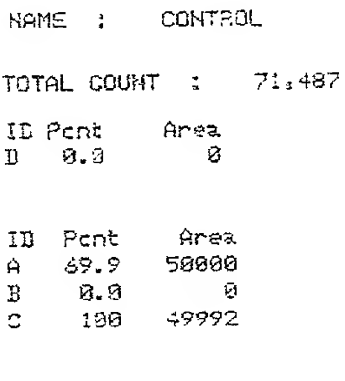 NAME : CONTROL
TOTAL COUNT : 71,487
ID Pcnt Area
D 0.0 0
ID Pcnt Area
A 69.9 50000
B 0.0 0
C 100 49992